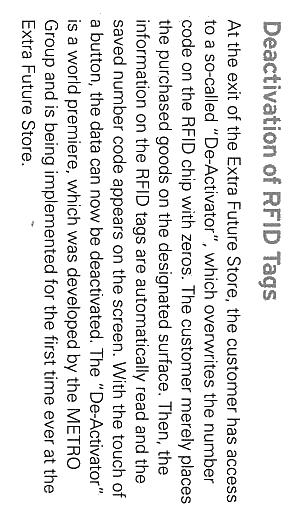 Deactivation of RFID Tags
At the exit of the Extra Future Store, the customer has access
to a so-called "De-Activator", which overwrites the number
code on the RFID chip with zeros. The customer merely places
the purchased goods on the designated surface. Then, the
information on the RFID tags are automatically read and the
saved number code appears on the screen. With the touch of
a button, the data can now be deactivated. The "De-Activator"
is a world premiere, which was developed by the METRO
Group and is being implemented for the first time ever at the
Extra Future Store.